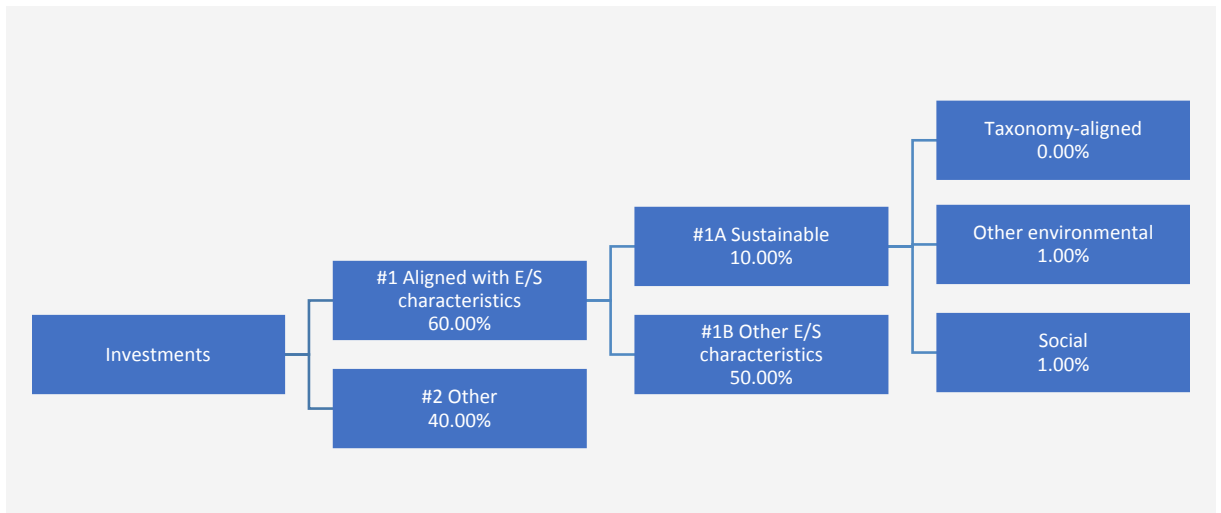 Investments
#1 Aligned with E/S
characteristics
60.00%
#2 Other
40.00%
#1A Sustainable
10.00%
#1B Other E/S
characteristics
50.00%
Taxonomy-aligned
0.00%
Other environmental
1.00%
Social
1.00%